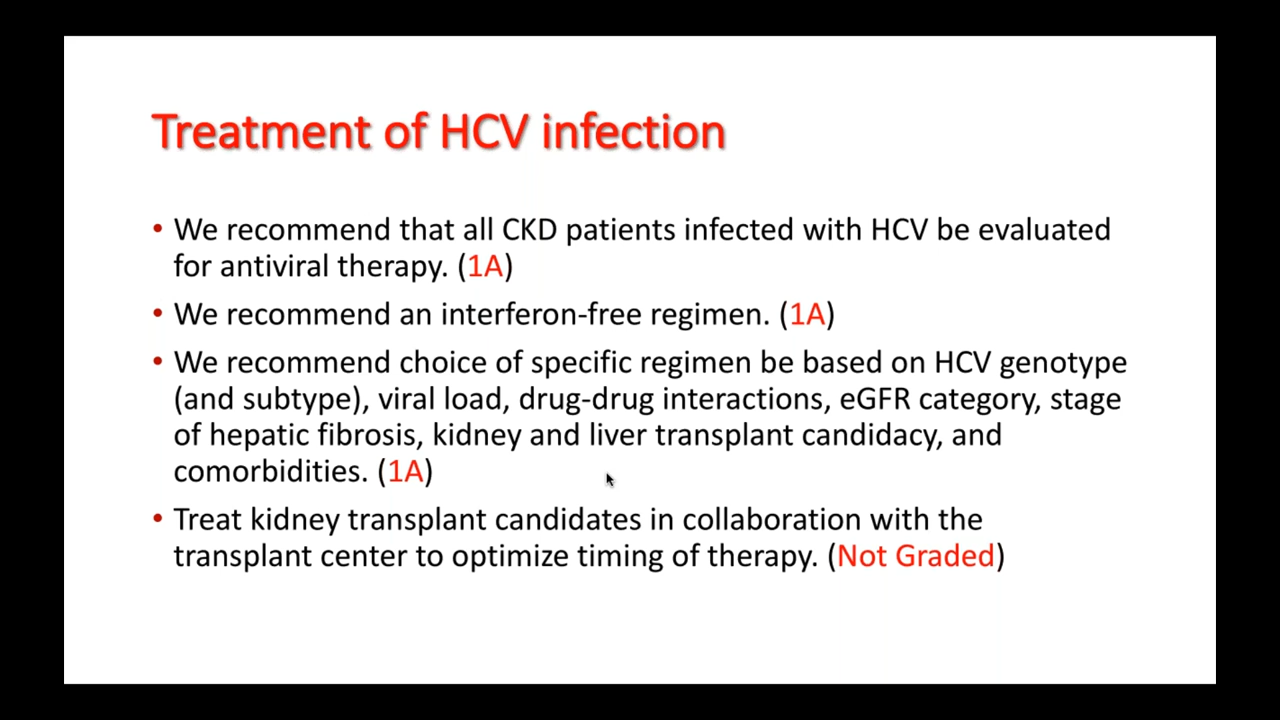 Treatment of HCV infection
• We recommend that all CKD patients infected with HCV be evaluated
for antiviral therapy. (1A)
• We recommend an interferon-free regimen. (1A)
• We recommend choice of specific regimen be based on HCV genotype
(and subtype), viral load, drug-drug interactions, eGFR category, stage
of hepatic fibrosis, kidney and liver transplant candidacy, and
comorbidities. (1A)
• Treat kidney transplant candidates in collaboration with the
transplant center to optimize timing of therapy. (Not Graded)